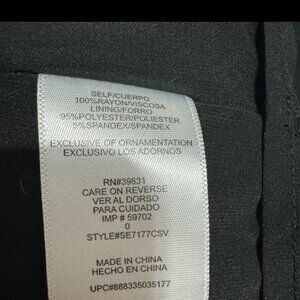 SELF/CUERPO
100%RAYON/VISCOSA
LINING/FORRO
95%POLYESTER/POLIESTER
5%SPANDEX/SPANDEX
EXCLUSIVE OF ORNAMENTATION
EXCLUSIVO LOS ADORNOS
RN#39831
CARE ON REVERSE
VER AL DORSO
PARA CUIDADO
IMP # 59702
0
STYLE#SE7177CSV
MADE IN CHINA
HECHO EN CHINA
UPC#888335035177